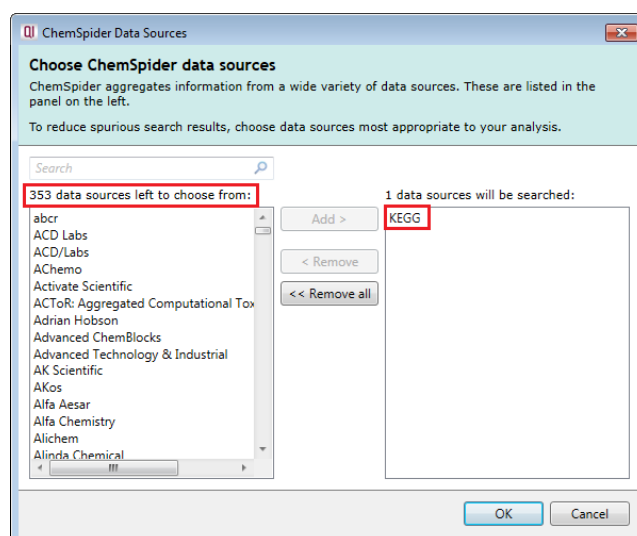 QI ChemSpider Data Sources
Choose ChemSpider data sources
ChemSpider aggregates information from a wide variety of data sources. These are listed in the
panel on the left.
To reduce spurious search results, choose data sources most appropriate to your analysis.
Search
353 data sources left to choose from:
1 data sources will be searched:
abcr
ACD Labs
ACD/Labs
AChemo
Activate Scientific
ACToR: Aggregated Computational Tox
Adrian Hobson
Advanced ChemBlocks
Advanced Technology & Industrial
AK Scientific
AKos
Alfa Aesar
Alfa Chemistry
Alichem
Alinda Chemical
Add >
< Remove
<< Remove all
KEGG
OK
Cancel